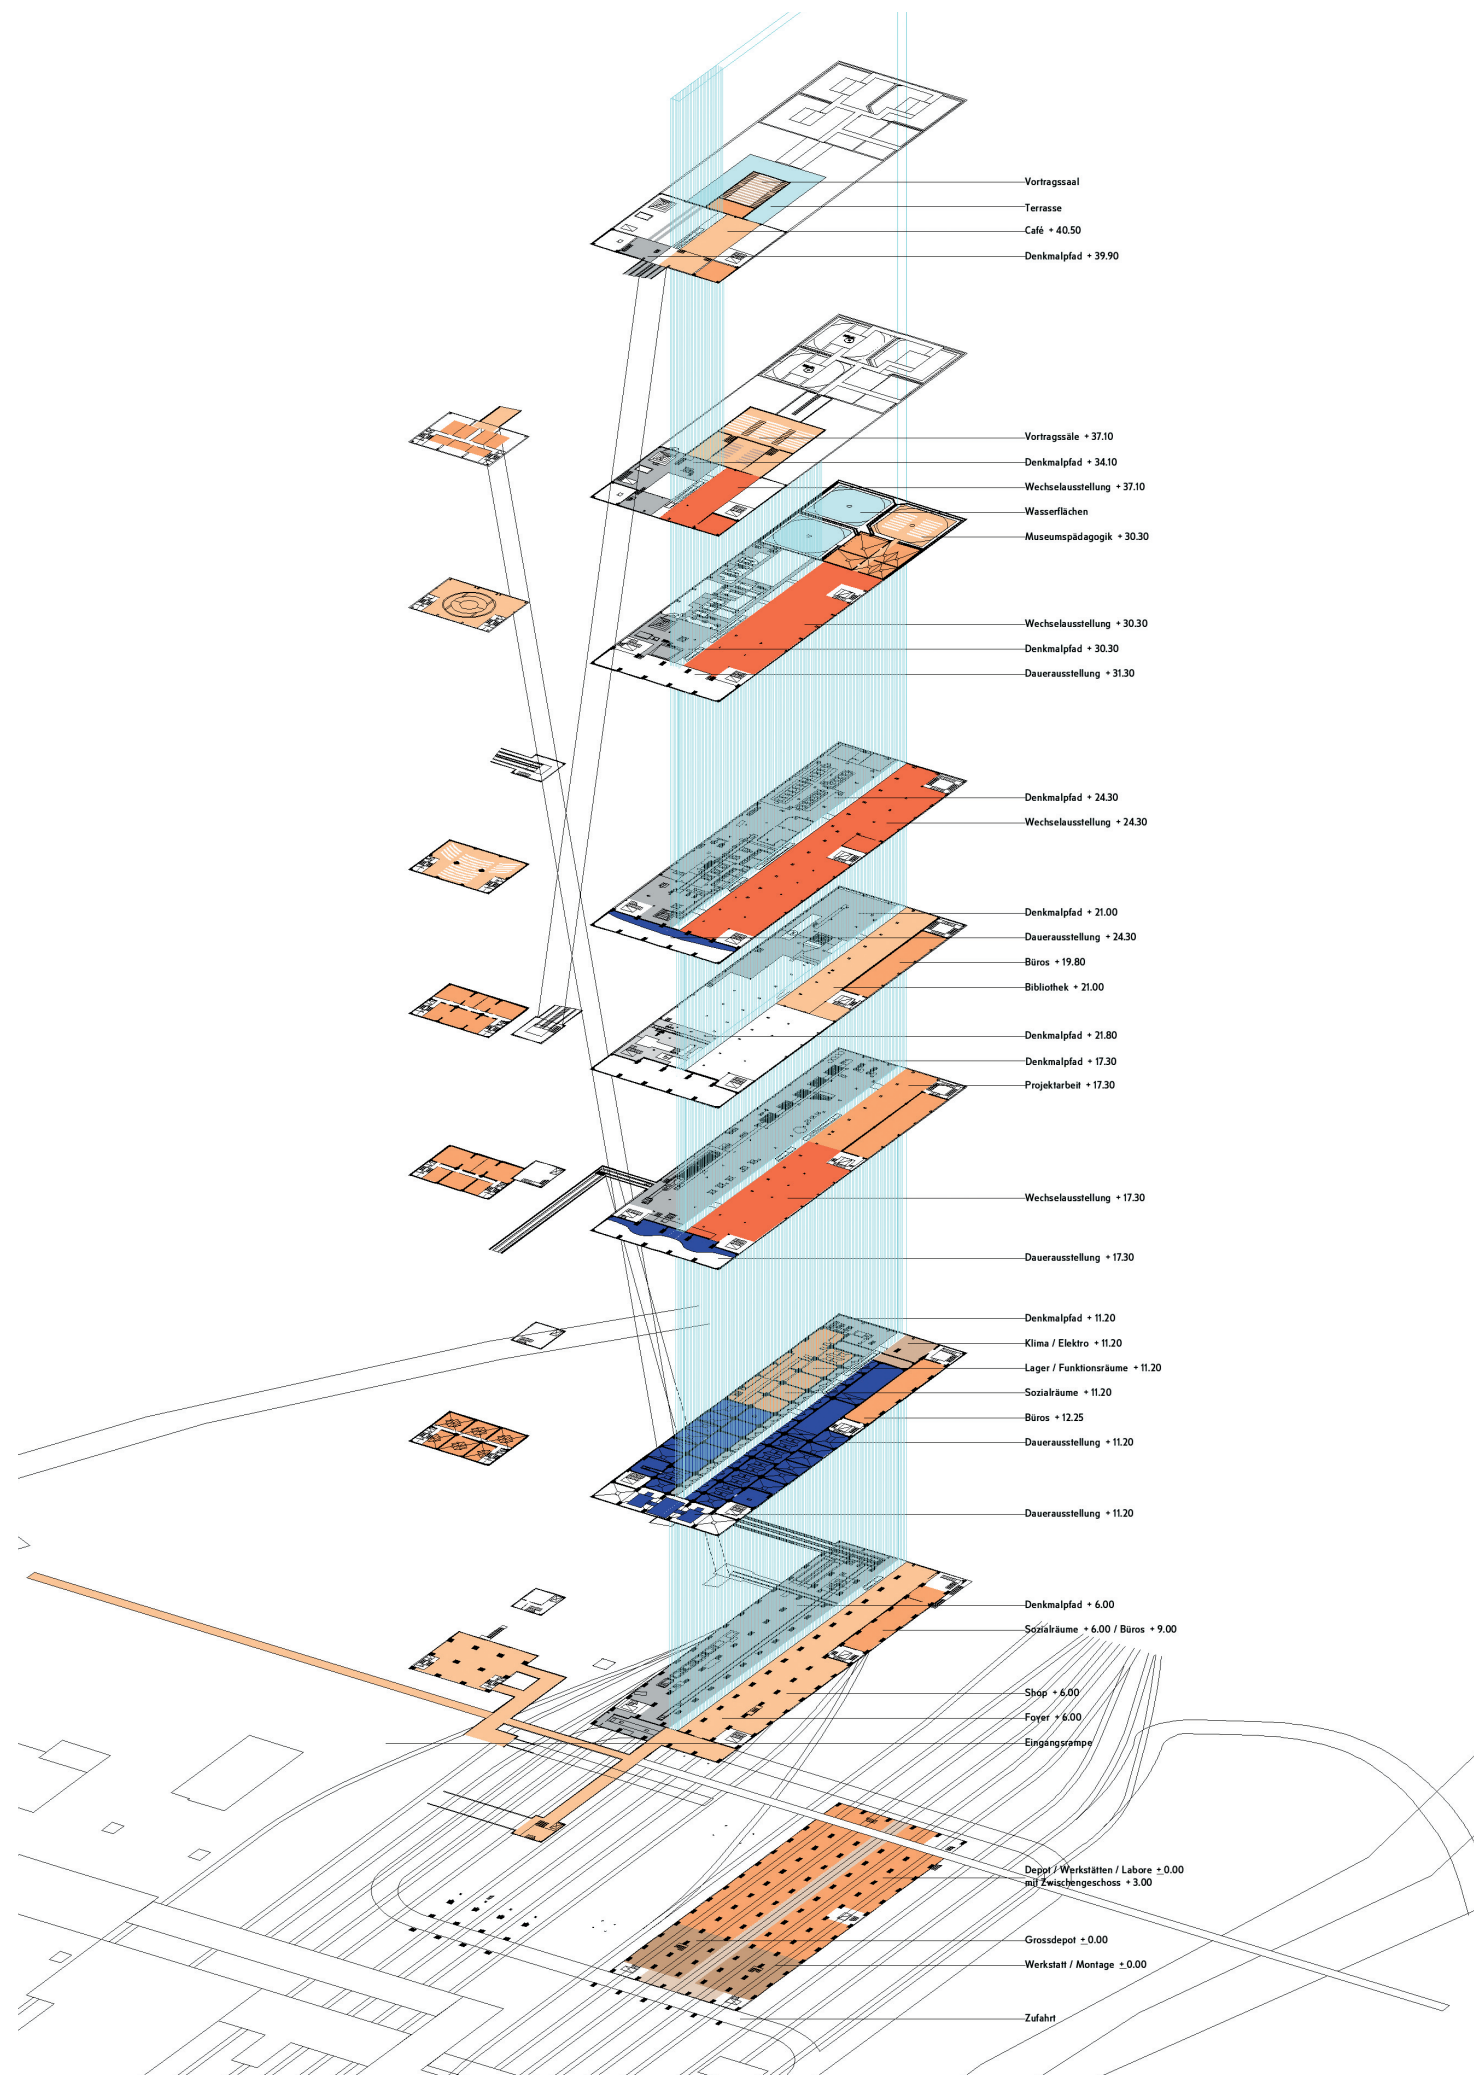 Vortragssaal
Terrasse
Café + 40.50
Denkmalpfad + 39.90
Vortragssäle + 37.10
Denkmalpfad + 34.10
Wechselausstellung + 37.10
Wasserflächen
Museumspädagogik + 30.30
Wechselausstellung + 30.30
Denkmalpfad + 30.30
Dauerausstellung + 31.30
Denkmalpfad + 24.30
Wechselausstellung + 24.30
Denkmalpfad + 21.00
Dauerausstellung + 24.30
Büros + 19.80
Bibliothek + 21.00
Denkmalpfad + 21.80
Denkmalpfad + 17.30
Projektarbeit + 17.30
Wechselausstellung + 17.30
Dauerausstellung + 17.30
Denkmalpfad + 11.20
Klima / Elektro + 11.20
Lager / Funktionsräume + 11.20
Sozialräume + 11.20
Büros + 12.25
Dauerausstellung + 11.20
Dauerausstellung + 11.20
Denkmalpfad + 6.00
Sozialräume + 6.00 / Büros + 9.00
Shop + 6.00
Foyer + 6.00
Eingangsrampe
Depot / Werkstätten / Labore ± 0.00
mit Zwischengeschoss + 3.00
Grossdepot ± 0.00
Werkstatt / Montage ± 0.00
Zufahrt